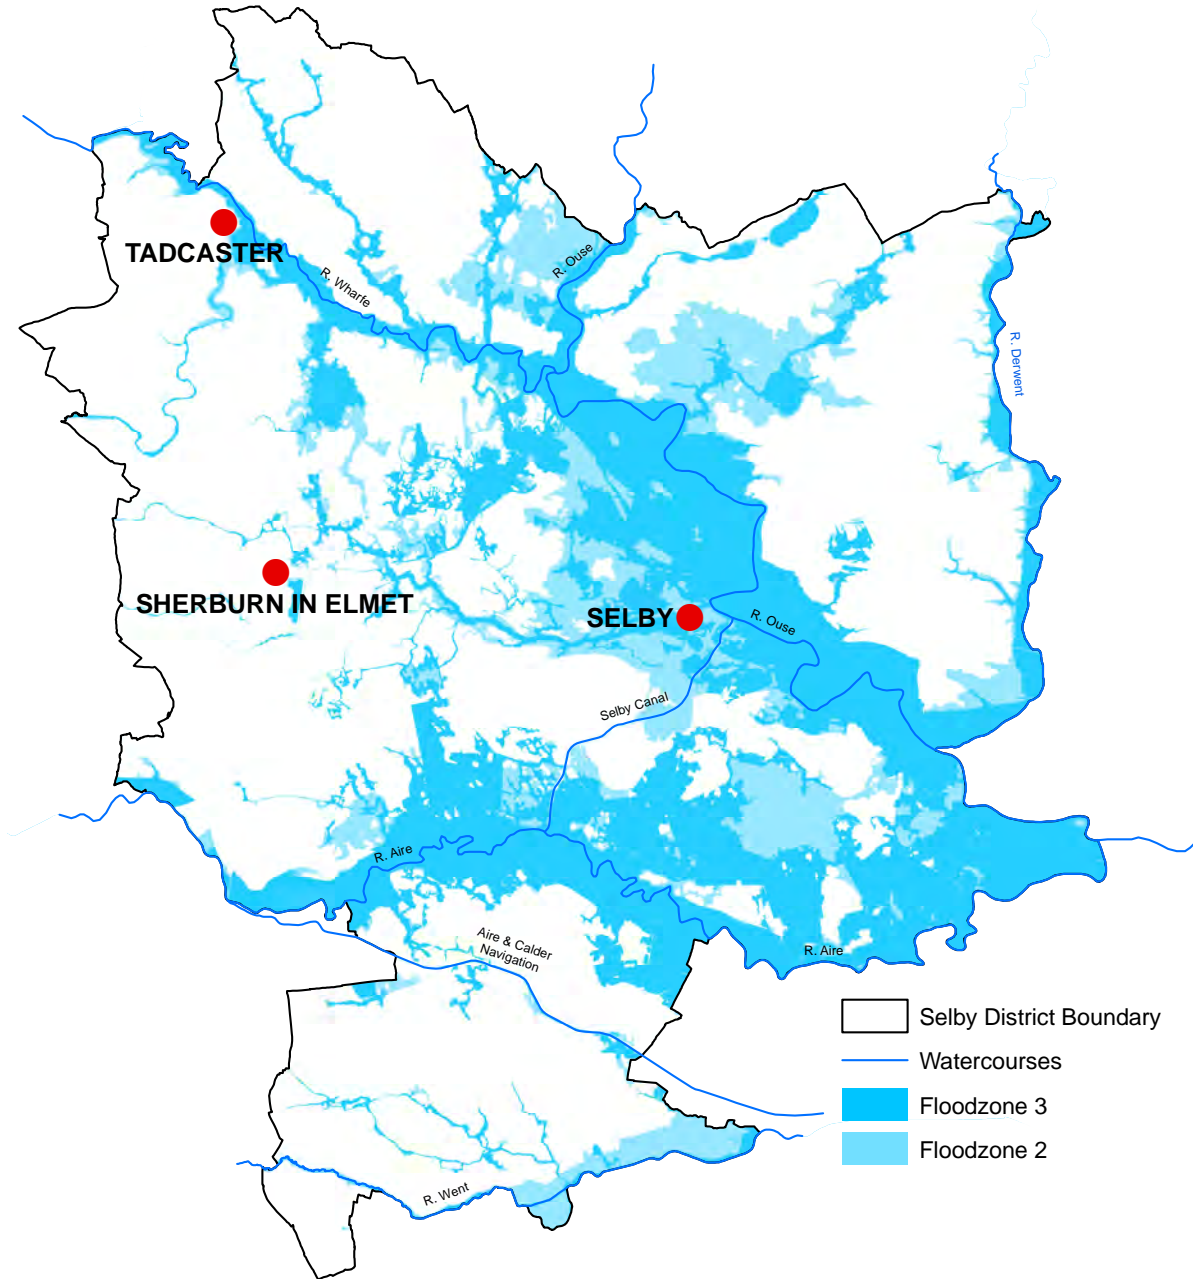 TADCASTER
R. Wharfe
R. Ouse
R. Derwent
SHERBURN IN ELMET
SELBY
R. Ouse
Selby Canal
R. Aire
Aire & Calder
Navigation
R. Aire
R. Went
Selby District Boundary
Watercourses
Floodzone 3
Floodzone 2